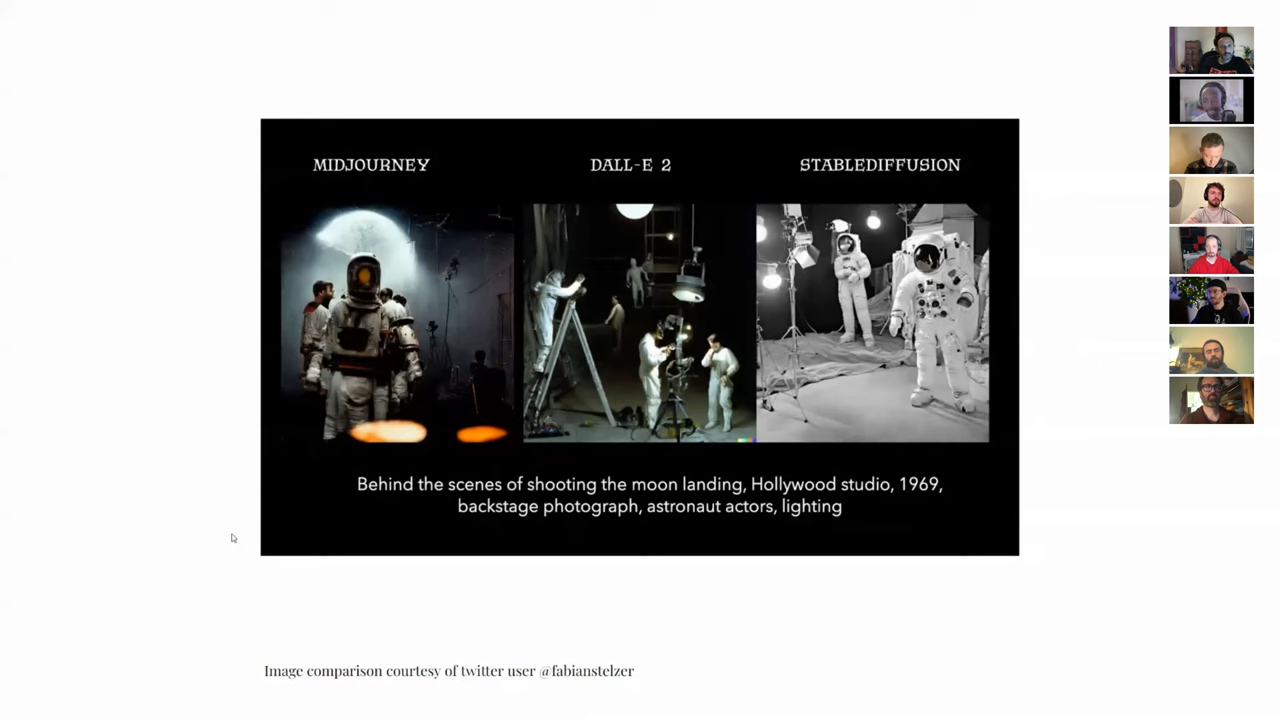 MIDJOURNEY
DALL-E 2
STABLEDIFFUSION
Behind the scenes of shooting the moon landing, Hollywood studio, 1969,
backstage photograph, astronaut actors, lighting
Image comparison courtesy of twitter user @fabianstelzer